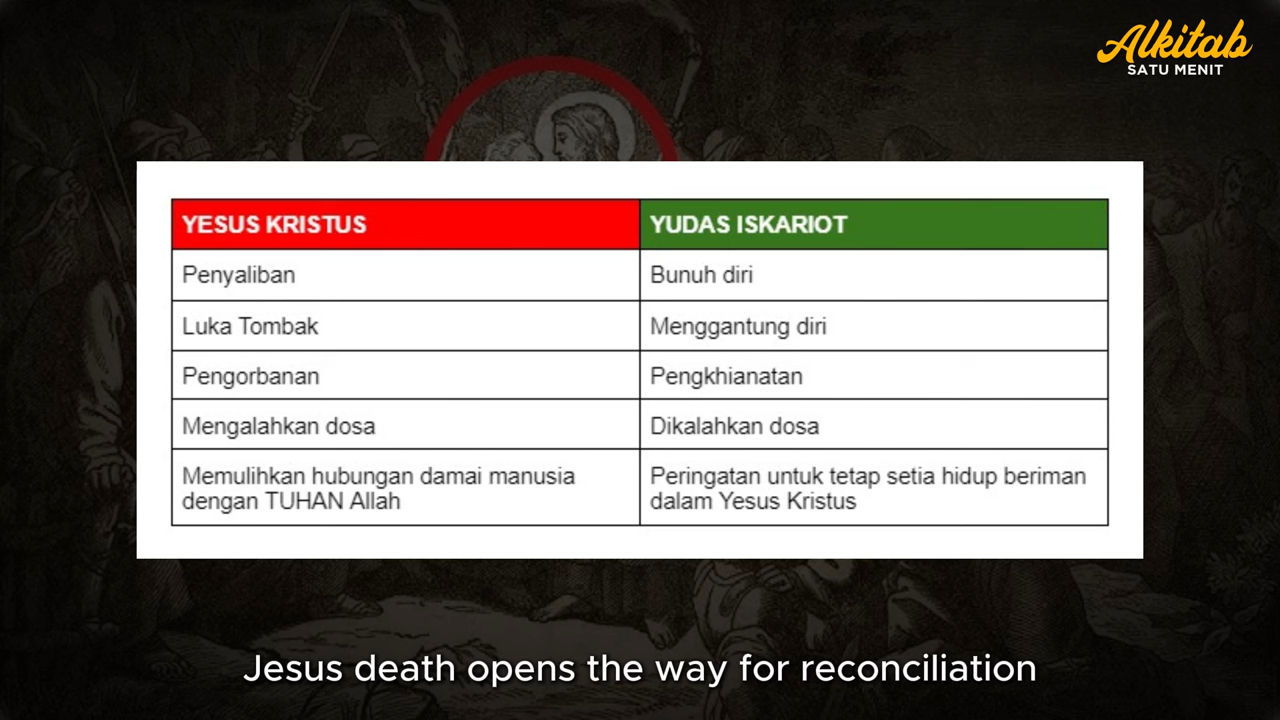 Alkitab
SATU MENIT
YESUS KRISTUS
YUDAS ISKARIOT
Penyaliban
Bunuh diri
Luka Tombak
Menggantung diri
Pengorbanan
Pengkhianatan
Mengalahkan dosa
Dikalahkan dosa
Memulihkan hubungan damai manusia
dengan TUHAN Allah
Peringatan untuk tetap setia hidup beriman
dalam Yesus Kristus
Jesus death opens the way for reconciliation